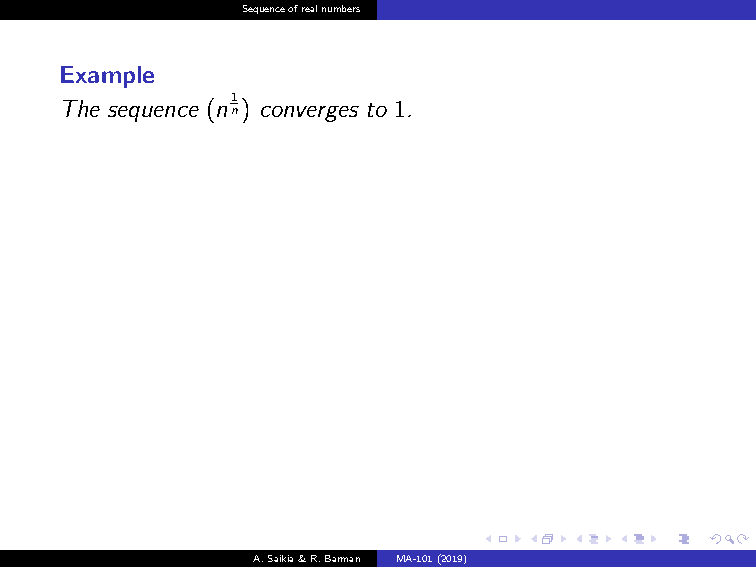 Sequence of real numbers
Example
The sequence (n^{1/n}) converges to 1.
A. Saikia & R. Barman MA-101 (2019)